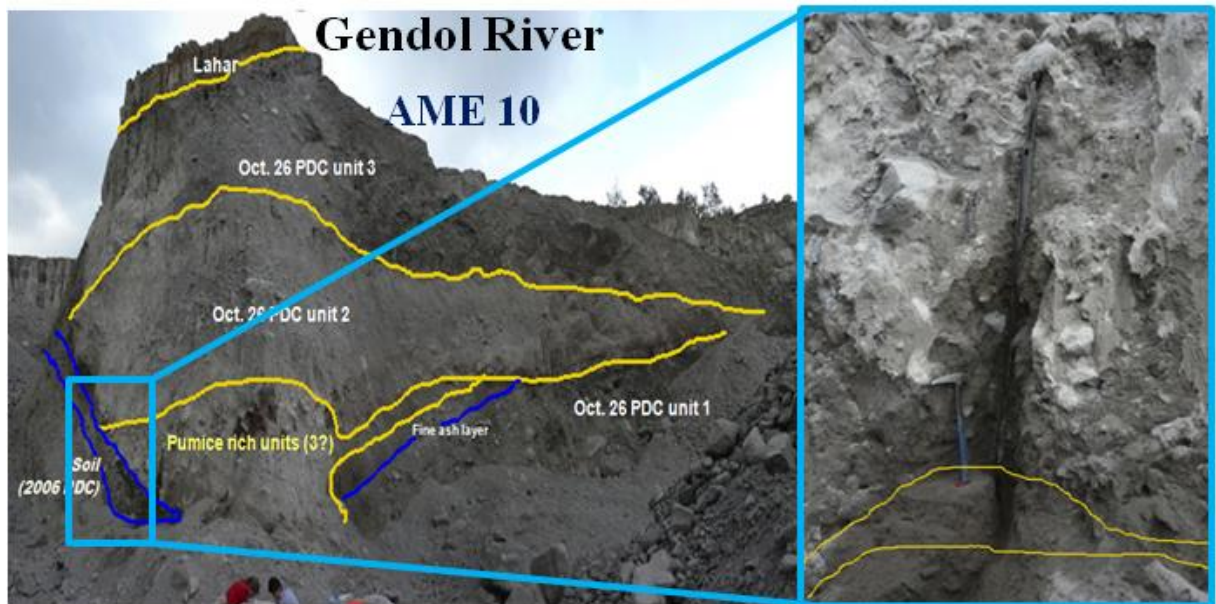 Gendol River
Lahar
AME 10
Oct. 26 PDC unit 3
Oct. 26 PDC unit 2
Oct. 26 PDC unit 1
Fine ash layer
Pumice rich units (3?)
Soil
(2006 PDC)